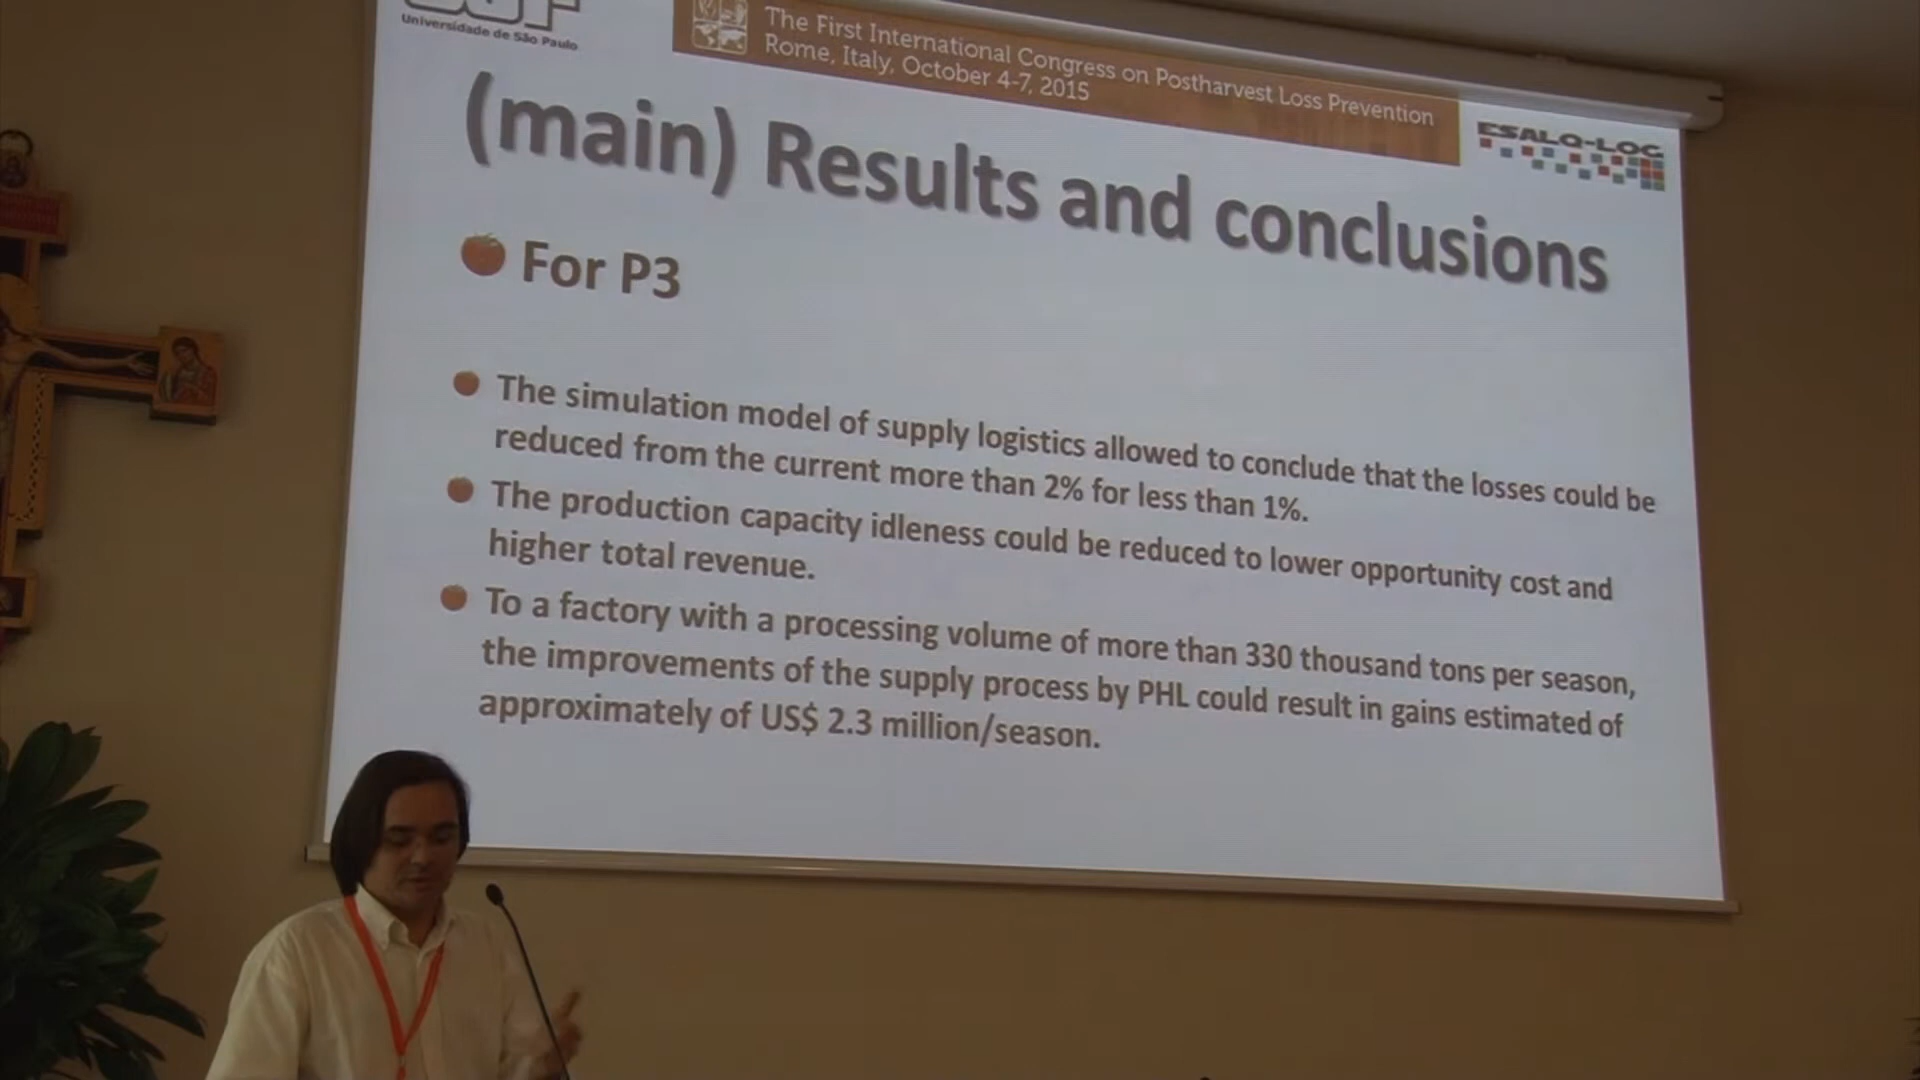 Universidade de São Paulo
The First International Congress on Postharvest Loss Prevention
Rome, Italy, October 4-7, 2015
ESALQ-LOG
(main) Results and conclusions
For P3
The simulation model of supply logistics allowed to conclude that the losses could be
reduced from the current more than 2% for less than 1%.
The production capacity idleness could be reduced to lower opportunity cost and
higher total revenue.
To a factory with a processing volume of more than 330 thousand tons per season,
the improvements of the supply process by PHL could result in gains estimated of
approximately of US$ 2.3 million/season.